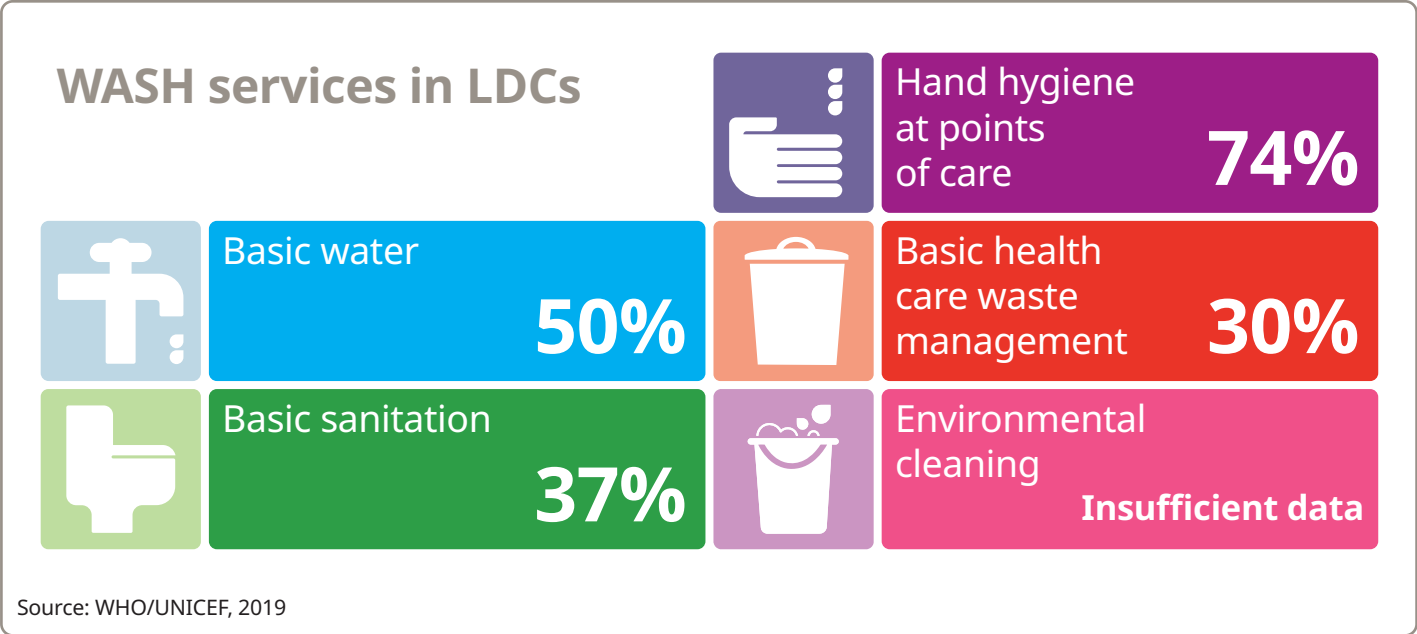 WASH services in LDCs
Hand hygiene
at points
of care
74%
Basic water
50%
Basic health
care waste
management
30%
Basic sanitation
37%
Environmental
cleaning
Insufficient data
Source: WHO/UNICEF, 2019